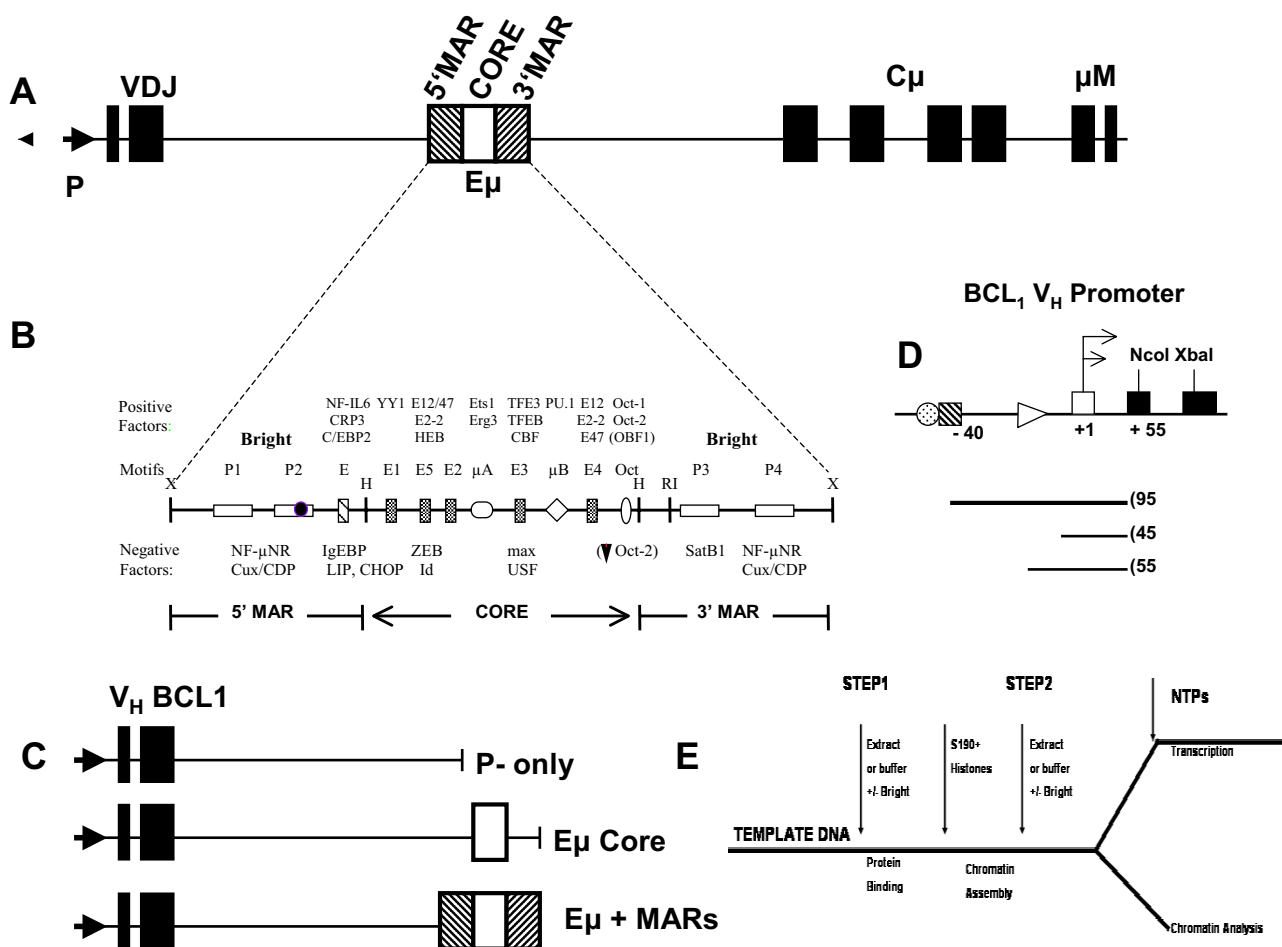 A
VDJ
5'MAR
CORE
3'MAR
Cµ
µM
P
Eµ
B
Positive
Factors:
NF-IL6 YY1 E12/47 Ets1 TFE3 PU.1 E12 Oct-1
CRP3 E2-2 Erg3 TFEB E2-2 Oct-2
C/EBP2 HEB CBF E47 (OBF1)
Bright
Bright
Motifs P1 P2 E E1 E5 E2 µA E3 µB E4 Oct P3 P4
X H H RI X
Negative
Factors:
NF-µNR IgEBP ZEB max ( Oct-2) SatB1 NF-µNR
Cux/CDP LIP, CHOP Id USF Cux/CDP
5' MAR CORE 3' MAR
BCL1 VH Promoter
D
NcoI XbaI
- 40 +1 + 55
(95
(45
(55
C
VH BCL1
P- only
Eµ Core
Eµ + MARs
E
STEP1 STEP2 NTPs
Extract
or buffer
+/- Bright
S190+
Histones
Extract
or buffer
+/- Bright
Transcription
TEMPLATE DNA
Protein
Binding
Chromatin
Assembly
Chromatin Analysis